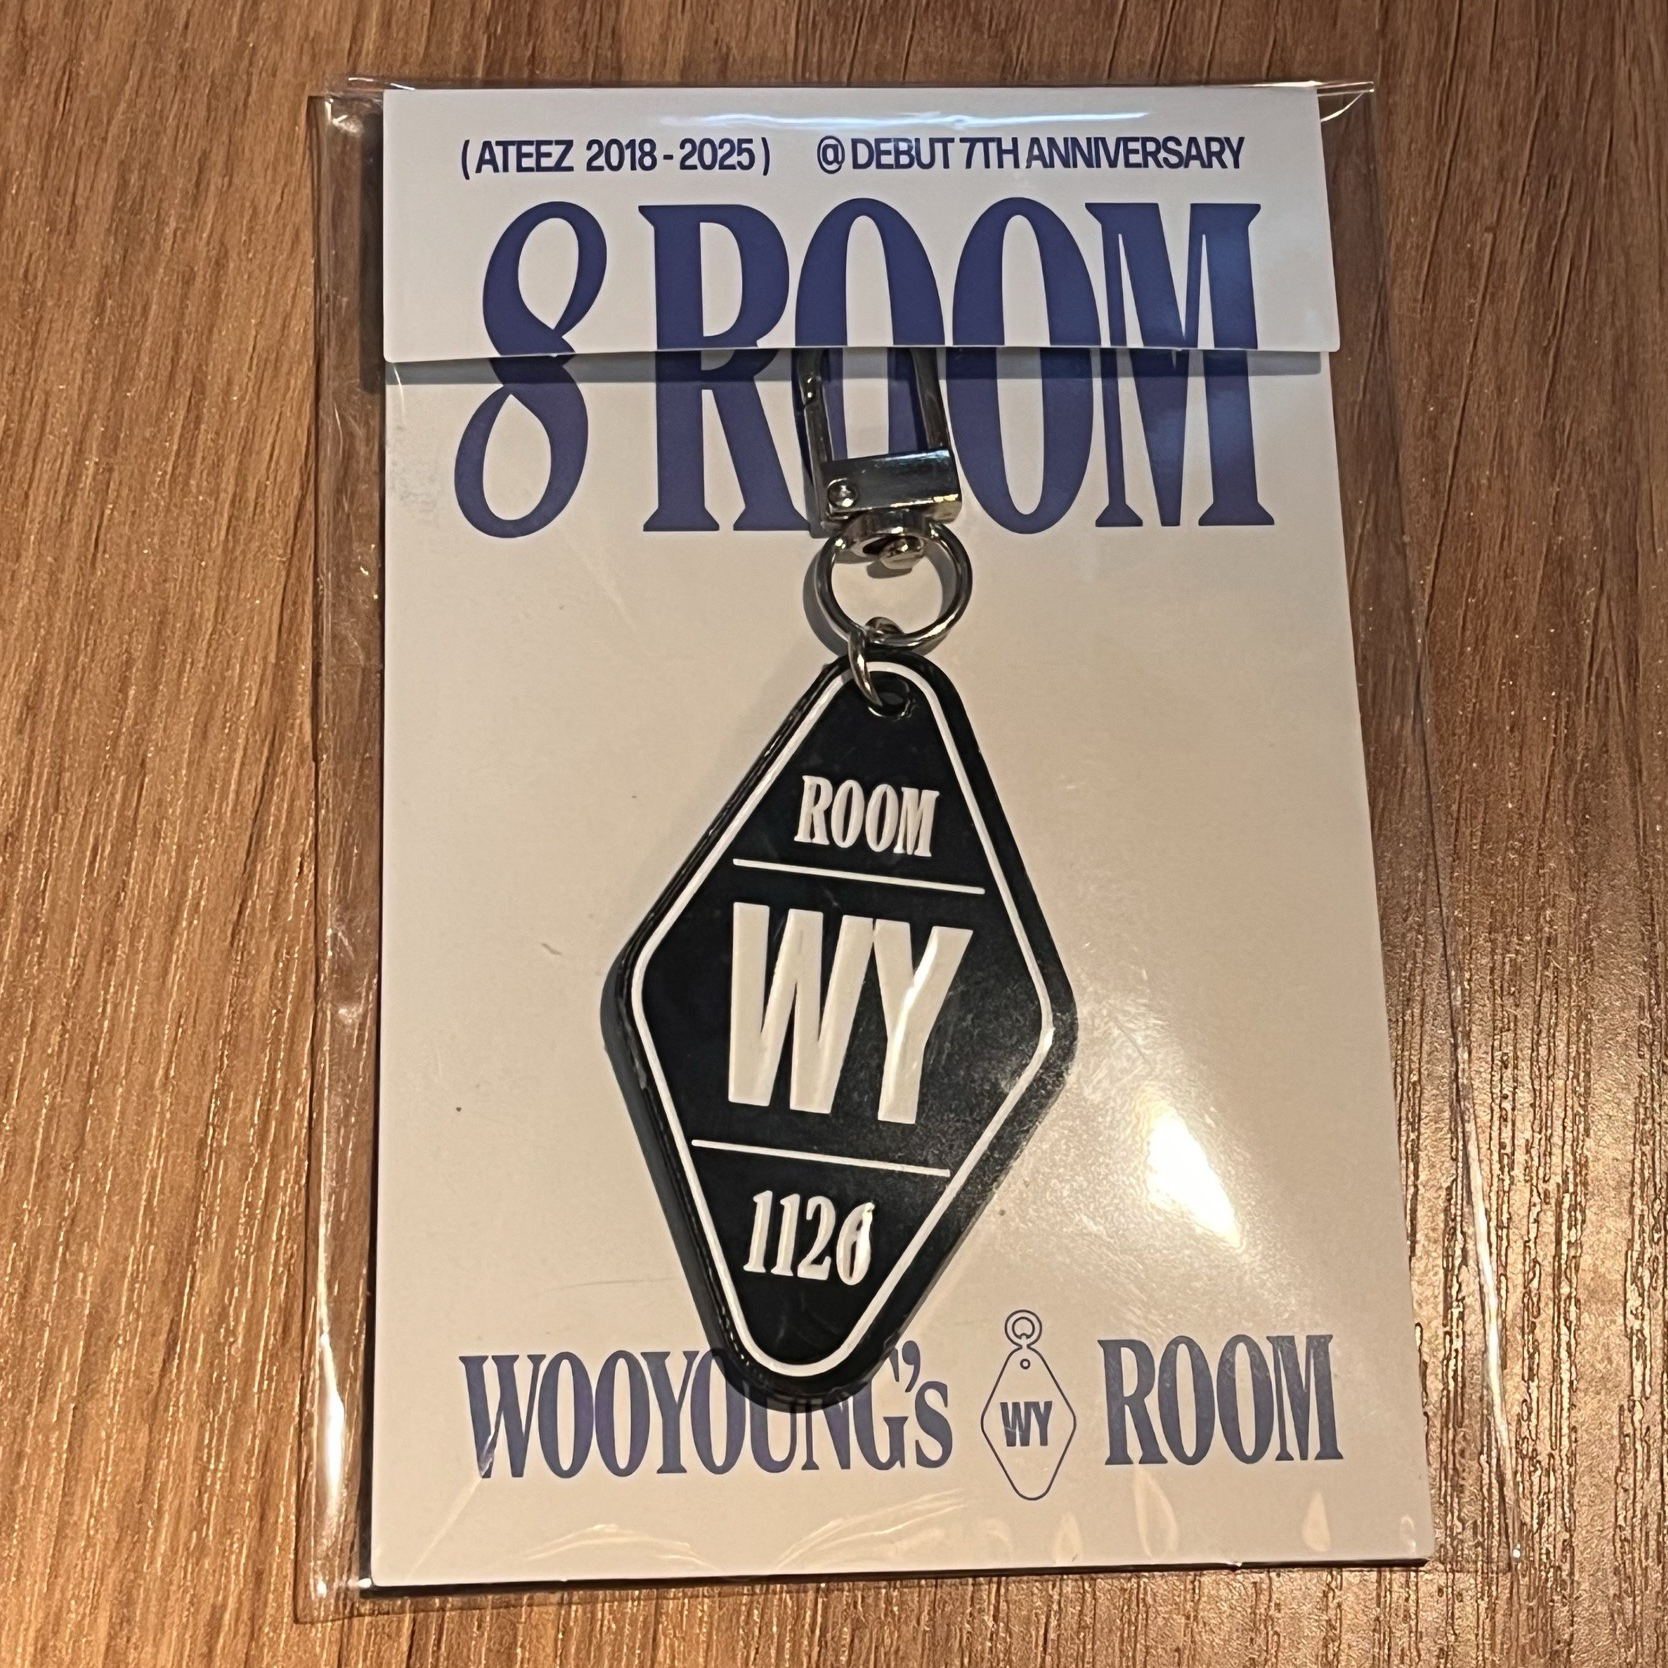 ( ATEEZ 2018 - 2025 ) @ DEBUT 7TH ANNIVERSARY
8 ROOM
ROOM
WY
1126
WOOYOUNG's WY ROOM